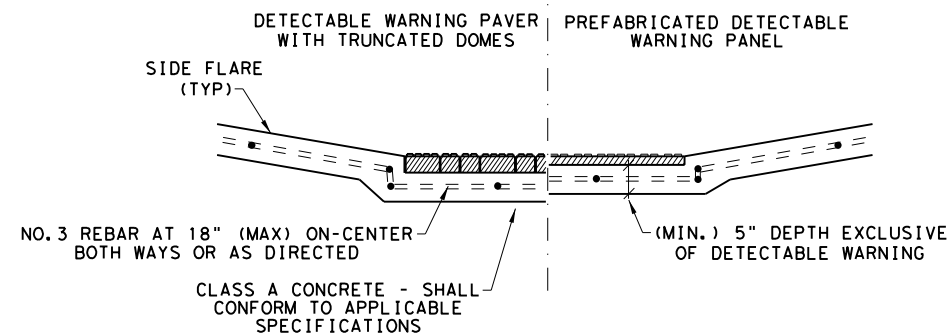 DETECTABLE WARNING PAVER
WITH TRUNCATED DOMES
PREFABRICATED DETECTABLE
WARNING PANEL
SIDE FLARE
(TYP)
NO.3 REBAR AT 18" (MAX) ON-CENTER
BOTH WAYS OR AS DIRECTED
(MIN.) 5" DEPTH EXCLUSIVE
OF DETECTABLE WARNING
CLASS A CONCRETE - SHALL
CONFORM TO APPLICABLE
SPECIFICATIONS